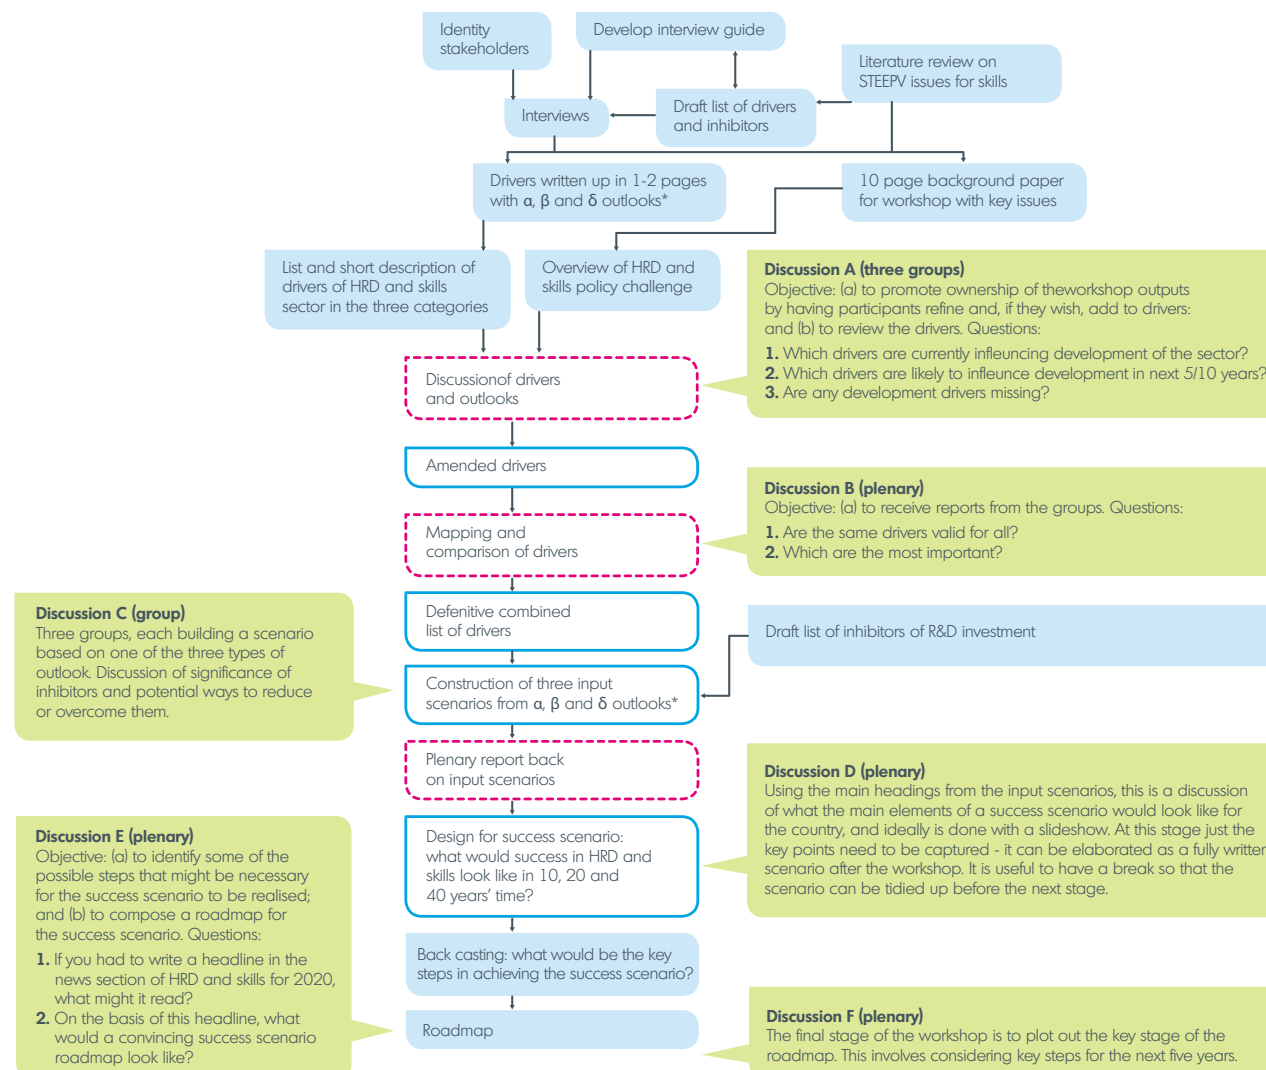 Identity
stakeholders
Develop interview guide
Literature review on
STEEPV issues for skills
Interviews
Draft list of drivers
and inhibitors
Drivers written up in 1-2 pages
with α, β and δ outlooks*
10 page background paper
for workshop with key issues
List and short description of
drivers of HRD and skills
sector in the three categories
Overview of HRD and
skills policy challenge
Discussion A (three groups)
Objective: (a) to promote ownership of theworkshop outputs
by having participants refine and, if they wish, add to drivers:
and (b) to review the drivers. Questions:
1. Which drivers are currently infleuncing development of the sector?
2. Which drivers are likely to infleunce development in next 5/10 years?
3. Are any development drivers missing?
Discussionof drivers
and outlooks
Amended drivers
Discussion B (plenary)
Objective: (a) to receive reports from the groups. Questions:
1. Are the same drivers valid for all?
2. Which are the most important?
Mapping and
comparison of drivers
Discussion C (group)
Three groups, each building a scenario
based on one of the three types of
outlook. Discussion of significance of
inhibitors and potential ways to reduce
or overcome them.
Defenitive combined
list of drivers
Draft list of inhibitors of R&D investment
Construction of three input
scenarios from α, β and δ outlooks*
Plenary report back
on input scenarios
Discussion D (plenary)
Using the main headings from the input scenarios, this is a discussion
of what the main elements of a success scenario would look like for
the country, and ideally is done with a slideshow. At this stage just the
key points need to be captured - it can be elaborated as a fully written
scenario after the workshop. It is useful to have a break so that the
scenario can be tidied up before the next stage.
Design for success scenario:
what would success in HRD and
skills look like in 10, 20 and
40 years' time?
Discussion E (plenary)
Objective: (a) to identify some of the
possible steps that might be necessary
for the success scenario to be realised;
and (b) to compose a roadmap for
the success scenario. Questions:
1. If you had to write a headline in the
news section of HRD and skills for 2020,
what might it read?
2. On the basis of this headline, what
would a convincing success scenario
roadmap look like?
Back casting: what would be the key
steps in achieving the success scenario?
Roadmap
Discussion F (plenary)
The final stage of the workshop is to plot out the key stage of the
roadmap. This involves considering key steps for the next five years.